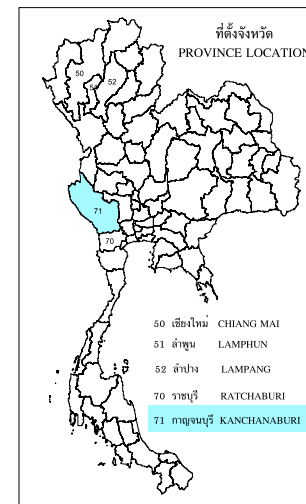 ที่ตั้งจังหวัด
PROVINCE LOCATION
50
52
71
70
50 เชียงใหม่ CHIANG MAI
51 ลำพูน LAMPHUN
52 ลำปาง LAMPANG
70 ราชบุรี RATCHABURI
71 กาญจนบุรี KANCHANABURI